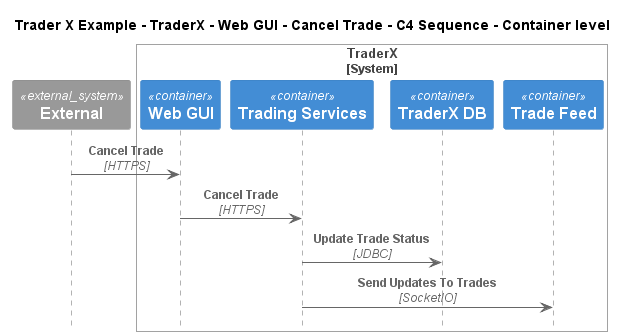 Trader X Example - TraderX - Web GUI - Cancel Trade - C4 Sequence - Container level
TraderX
[System]
«external_system»
External
«container»
Web GUI
«container»
Trading Services
«container»
TraderX DB
«container»
Trade Feed
Cancel Trade
[HTTPS]
Cancel Trade
[HTTPS]
Update Trade Status
[JDBC]
Send Updates To Trades
[SocketIO]